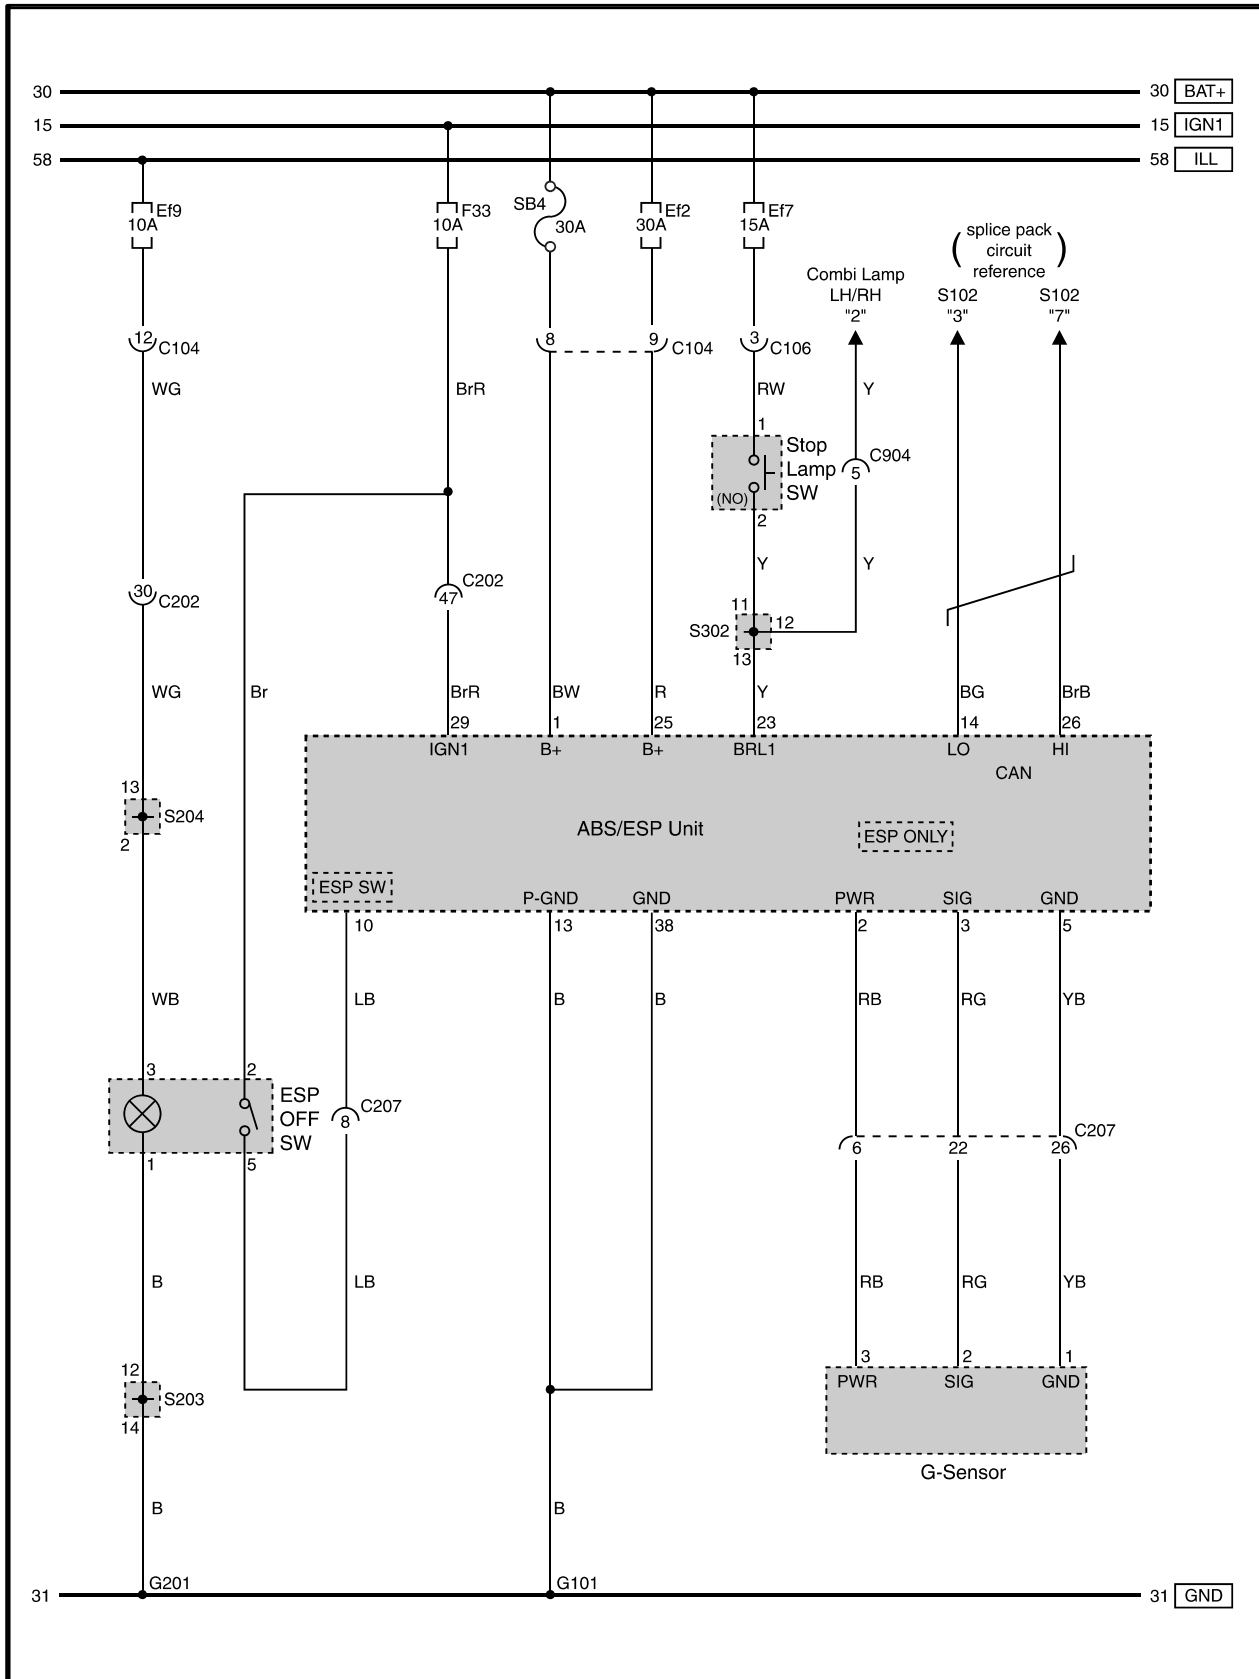 30 30 BAT+
15 15 IGN1
58 58 ILL
Ef9
10A
F33
10A
SB4
30A
Ef2
30A
Ef7
15A
(splice pack
circuit
reference)
Combi Lamp
LH/RH
"2"
S102
"3"
S102
"7"
12 C104
8 9 C104
3 C106
WG BrR RW Y
1
Stop
Lamp
SW
(NO)
2
C904
5
Y Y
30 C202
C202
47
11
S302 12
13
WG Br BrR BW R Y BG BrB
29 1 25 23 14 26
IGN1 B+ B+ BRL1 LO HI
CAN
13
S204
2
ABS/ESP Unit
ESP ONLY
ESP SW
P-GND GND PWR SIG GND
10 13 38 2 3 5
WB LB B B RB RG YB
3 2
ESP
OFF
SW
1 5
C207
8
C207
6 22 26
B LB RB RG YB
3 2 1
PWR SIG GND
G-Sensor
12
S203
14
B B
G201 G101
31 31 GND